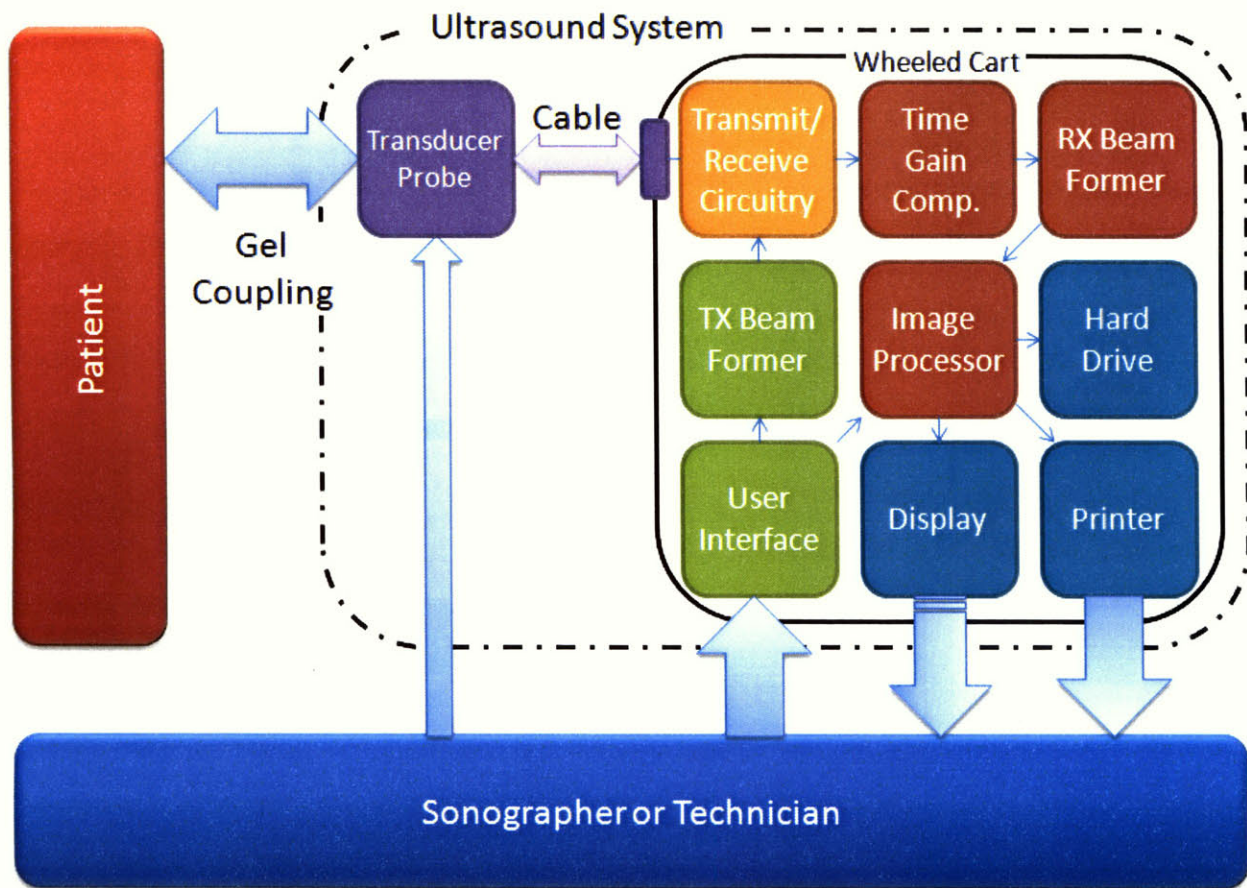 Ultrasound System
Wheeled Cart
Patient
Gel
Coupling
Transducer
Probe
Cable
Transmit/
Receive
Circuitry
Time
Gain
Comp.
RX Beam
Former
TX Beam
Former
Image
Processor
Hard
Drive
User
Interface
Display
Printer
Sonographer or Technician